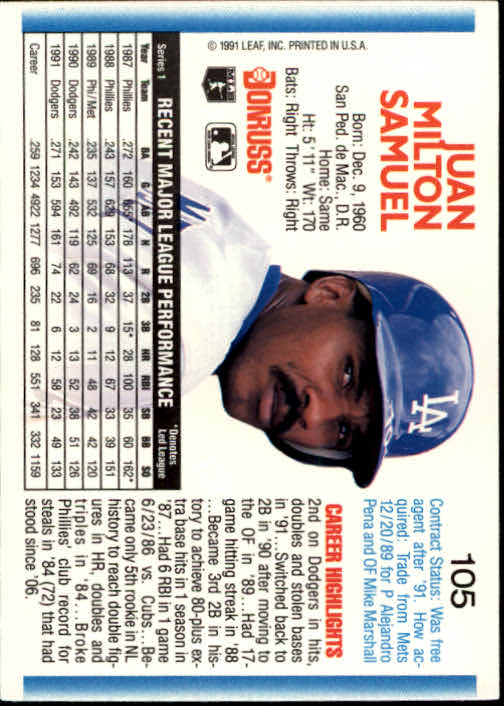 105
JUAN
MILTON
SAMUEL
Born: Dec. 9, 1960
San Ped. de Mac., D.R.
Home: Same
Ht: 5' 11" Wt: 170
Bats: Right Throws: Right
DONRUSS®
MLBPA
© 1991 LEAF, INC. PRINTED IN U.S.A.
LA
LA
Contract Status: Was free
agent after '91. How ac-
quired: Trade from Mets
12/20/89 for P Alejandro
Pena and OF Mike Marshall
CAREER HIGHLIGHTS
2nd on Dodgers in hits,
doubles and stolen bases
in '91...Switched back to
2B in '90 after moving to
the OF in '89...Had 17-
game hitting streak in '88
...Became 3rd 2B in his-
tory to achieve 80-plus ex-
tra base hits in 1 season in
'87...Had 6 RBI in 1 game
6/23/86 vs. Cubs...Be-
came only 5th rookie in NL
history to reach double fig-
ures in HR, doubles and
triples in '84...Broke
Phillies' club record for
steals in '84 (72) that had
stood since '06.
Series 1 RECENT MAJOR LEAGUE PERFORMANCE *Denotes
Led League
Year Team BA G AB H R 2B 3B HR RBI SB BB SO
1987 Phillies .272 160 655* 178 113 37 15* 28 100 35 60 162*
1988 Phillies .243 157 629 153 68 32 9 12 67 33 39 151
1989 Phi/Met .235 137 532 125 69 16 2 11 48 42 42 120
1990 Dodgers .242 143 492 119 62 24 3 13 52 38 51 126
1991 Dodgers .271 153 594 161 74 22 6 12 58 23 49 133
Career .259 1234 4922 1277 696 235 81 128 551 341 332 1159